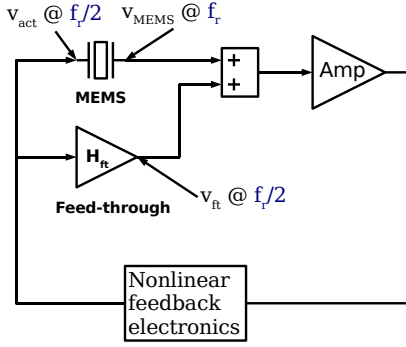 v_act @ f_r/2
v_MEMS @ f_r
MEMS
+
+
Amp
H_ft
Feed-through
v_ft @ f_r/2
Nonlinear
feedback
electronics